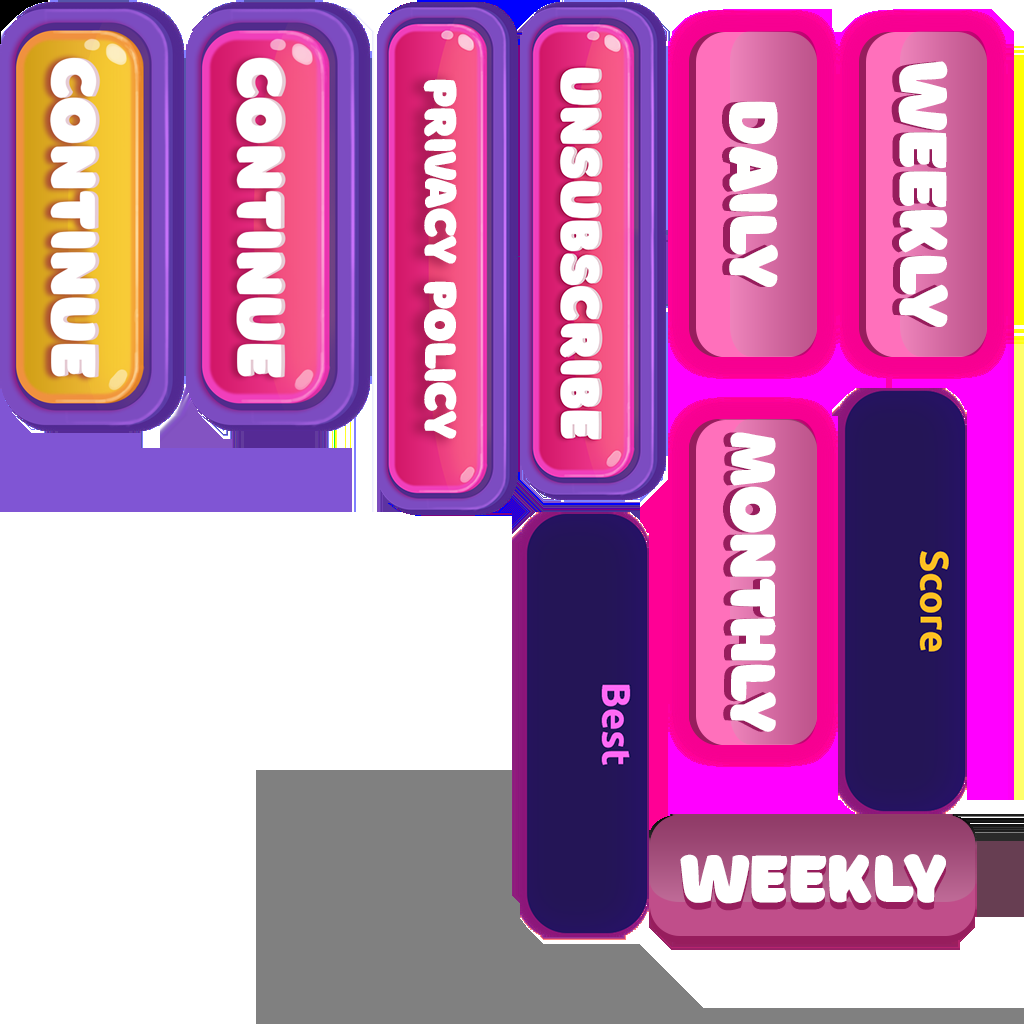 CONTINUE
CONTINUE
PRIVACY POLICY
UNSUBSCRIBE
DAILY
WEEKLY
MONTHLY
Score
Best
WEEKLY